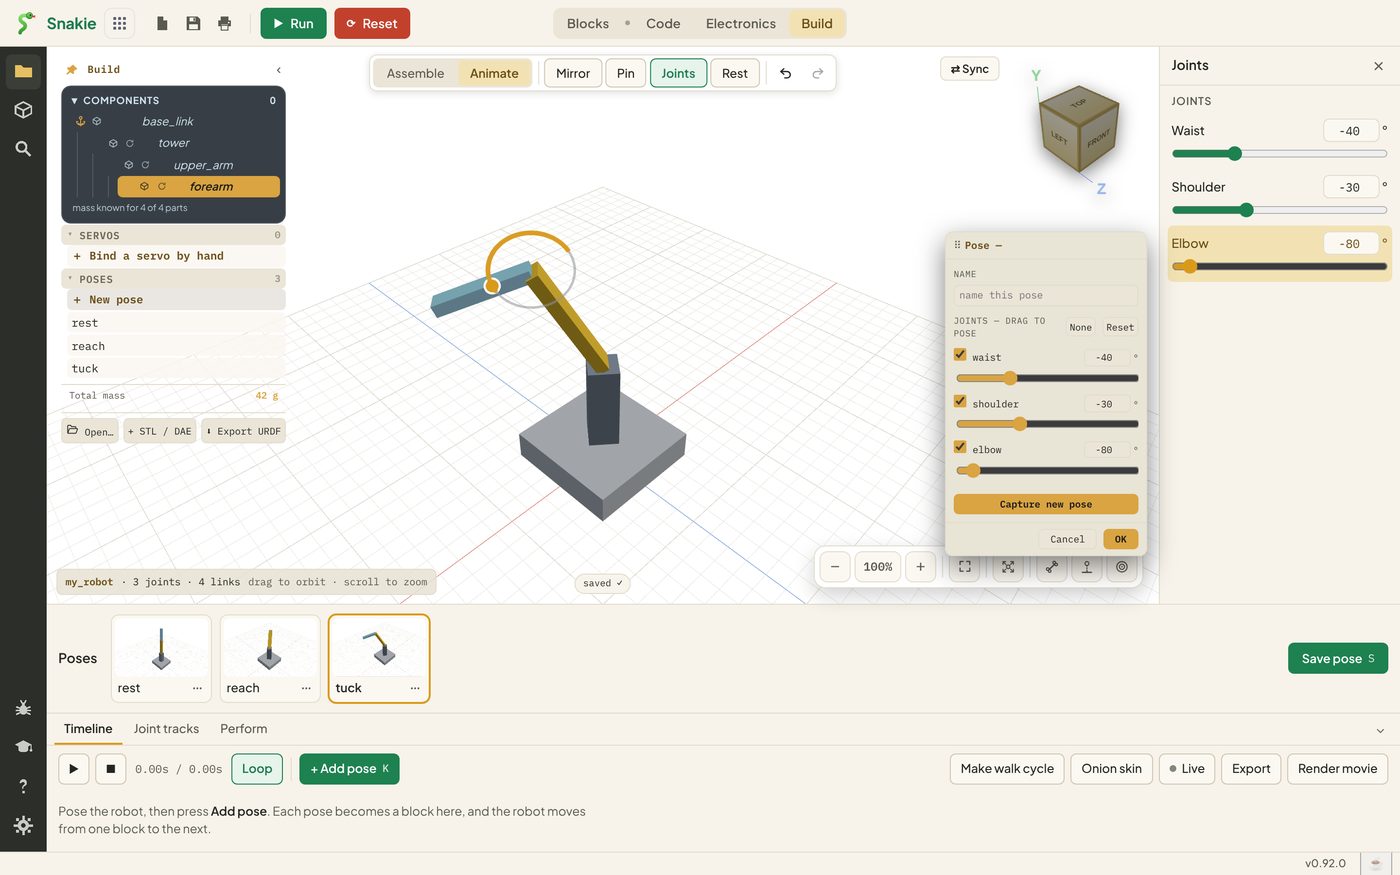 Snakie
Run
Reset
Blocks
Code
Electronics
Build
Build
COMPONENTS 0
base_link
tower
upper_arm
forearm
mass known for 4 of 4 parts
SERVOS 0
+ Bind a servo by hand
POSES 3
+ New pose
rest
reach
tuck
Total mass 42 g
Open…
+ STL / DAE
Export URDF
Assemble
Animate
Mirror
Pin
Joints
Rest
Sync
Y
TOP
LEFT
FRONT
Z
Pose —
NAME
name this pose
JOINTS — DRAG TO
POSE
None
Reset
waist -40 °
shoulder -30 °
elbow -80 °
Capture new pose
Cancel
OK
my_robot · 3 joints · 4 links drag to orbit · scroll to zoom
saved ✓
− 100% +
Joints
JOINTS
Waist -40 °
Shoulder -30 °
Elbow -80 °
Poses
rest ···
reach ···
tuck ···
Save pose S
Timeline
Joint tracks
Perform
0.00s / 0.00s
Loop
+ Add pose K
Make walk cycle
Onion skin
Live
Export
Render movie
Pose the robot, then press Add pose. Each pose becomes a block here, and the robot moves
from one block to the next.
v0.92.0